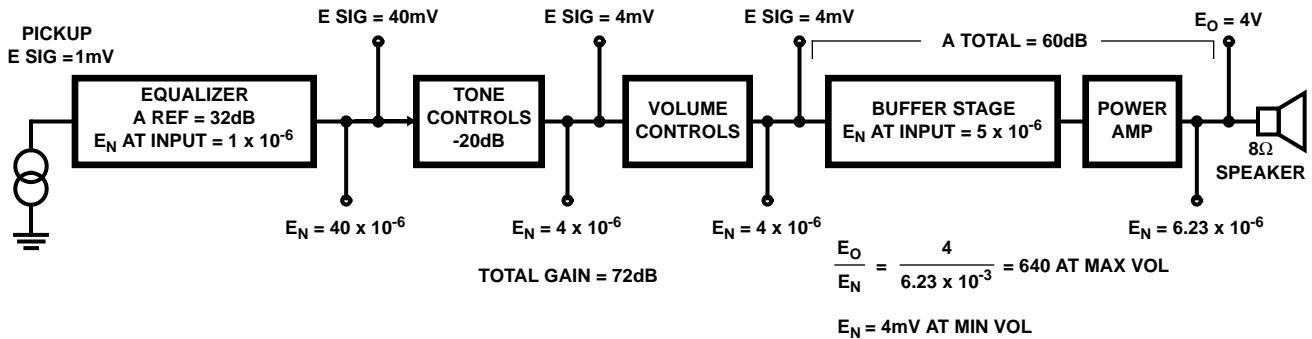 E SIG = 40mV
E SIG = 4mV
E SIG = 4mV
E_O = 4V
PICKUP
E SIG =1mV
A TOTAL = 60dB
EQUALIZER
A REF = 32dB
E_N AT INPUT = 1 x 10^-6
TONE
CONTROLS
-20dB
VOLUME
CONTROLS
BUFFER STAGE
E_N AT INPUT = 5 x 10^-6
POWER
AMP
8Ω
SPEAKER
E_N = 40 x 10^-6
E_N = 4 x 10^-6
E_N = 4 x 10^-6
E_N = 6.23 x 10^-6
TOTAL GAIN = 72dB
E_O / E_N = 4 / 6.23 x 10^-3 = 640 AT MAX VOL
E_N = 4mV AT MIN VOL